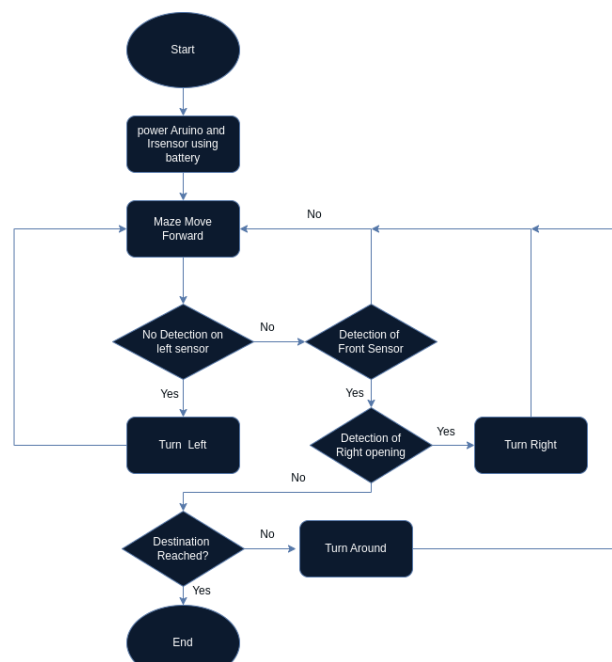 Start
power Aruino and
Irsensor using
battery
Maze Move
Forward
No
No Detection on
left sensor
No
Detection of
Front Sensor
Yes
Yes
Turn Left
Detection of
Right opening
Yes
Turn Right
No
Destination
Reached?
No
Turn Around
Yes
End